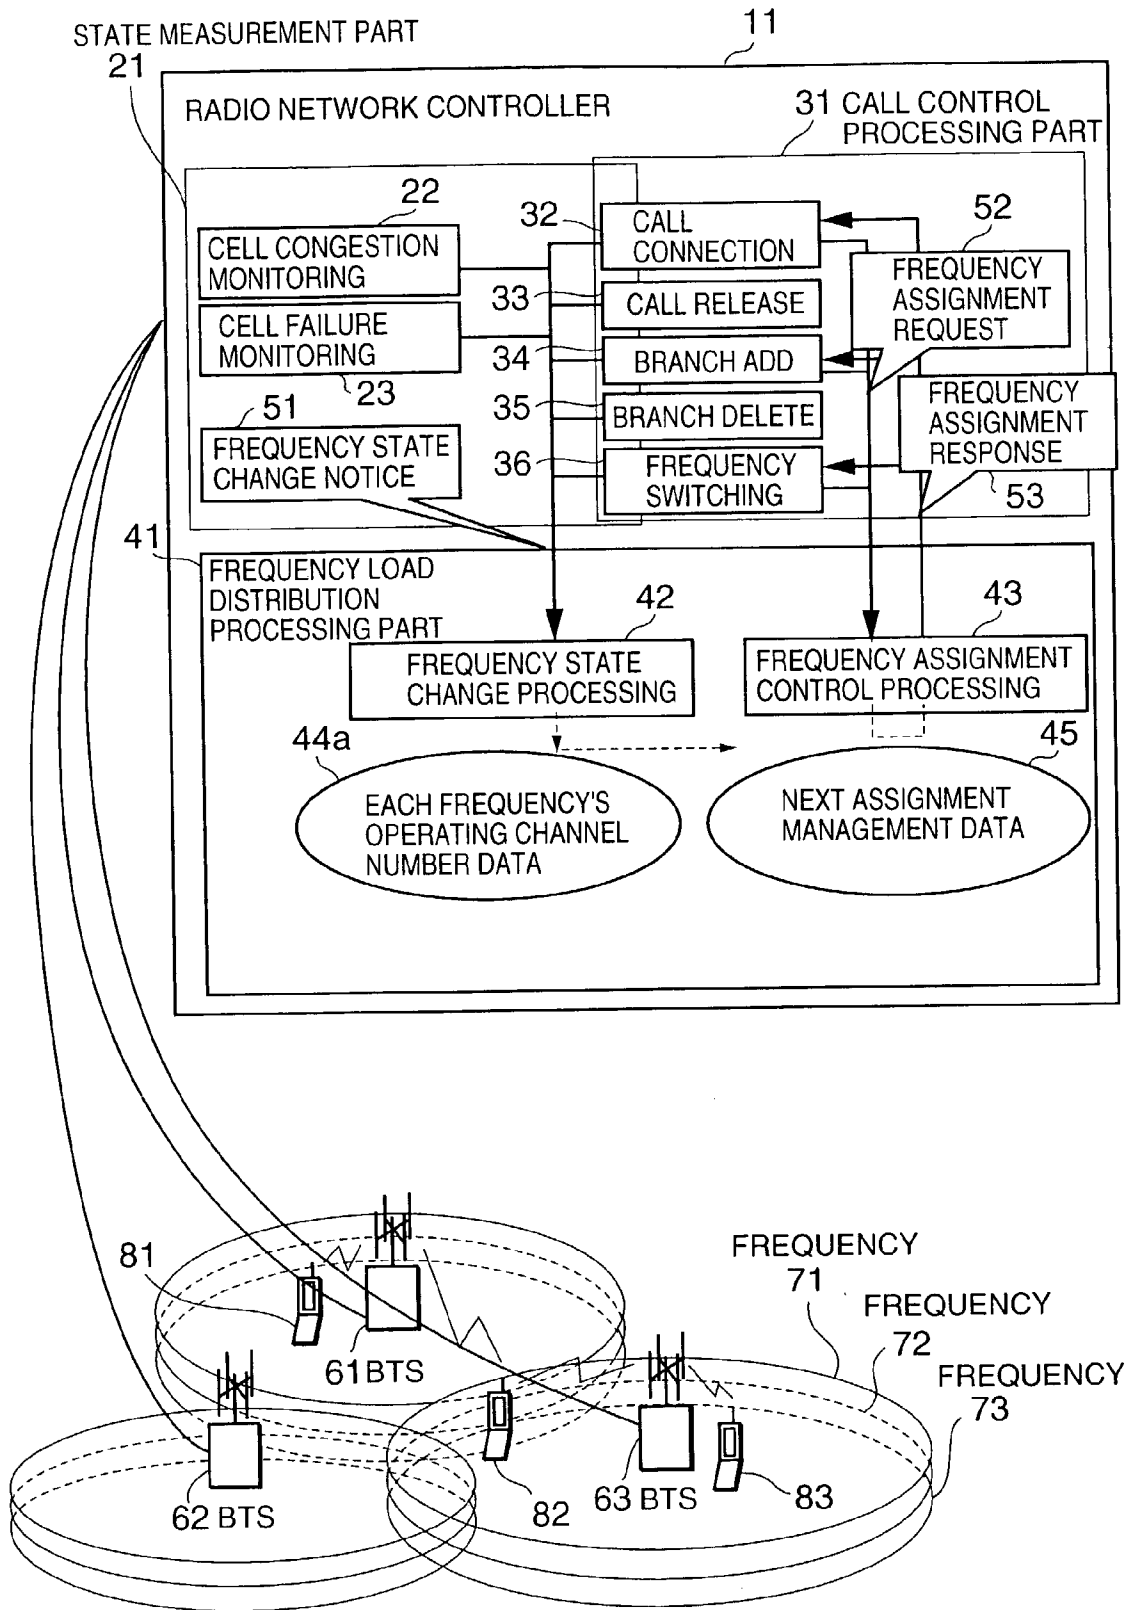 STATE MEASUREMENT PART
21
11
RADIO NETWORK CONTROLLER
31 CALL CONTROL
PROCESSING PART
22
CELL CONGESTION
MONITORING
CELL FAILURE
MONITORING
23
51
FREQUENCY STATE
CHANGE NOTICE
32
CALL
CONNECTION
33
CALL RELEASE
34
BRANCH ADD
35
BRANCH DELETE
36
FREQUENCY
SWITCHING
52
FREQUENCY
ASSIGNMENT
REQUEST
FREQUENCY
ASSIGNMENT
RESPONSE
53
41
FREQUENCY LOAD
DISTRIBUTION
PROCESSING PART
42
FREQUENCY STATE
CHANGE PROCESSING
43
FREQUENCY ASSIGNMENT
CONTROL PROCESSING
44a
EACH FREQUENCY'S
OPERATING CHANNEL
NUMBER DATA
45
NEXT ASSIGNMENT
MANAGEMENT DATA
81
61 BTS
62 BTS
82
63 BTS
83
FREQUENCY
71
FREQUENCY
72
FREQUENCY
73